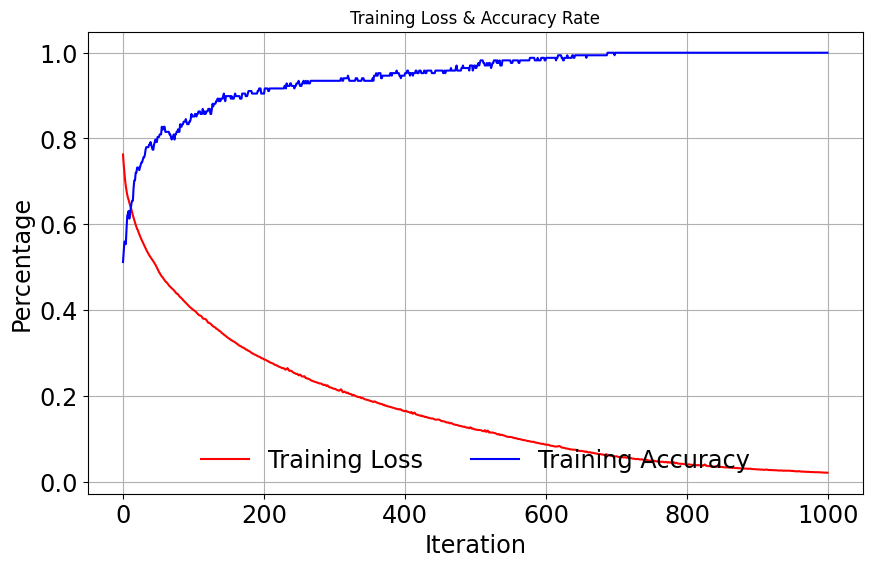 Training Loss & Accuracy Rate
1.0
0.8
0.6
0.4
0.2
0.0
Percentage
Training Loss Training Accuracy
0 200 400 600 800 1000
Iteration